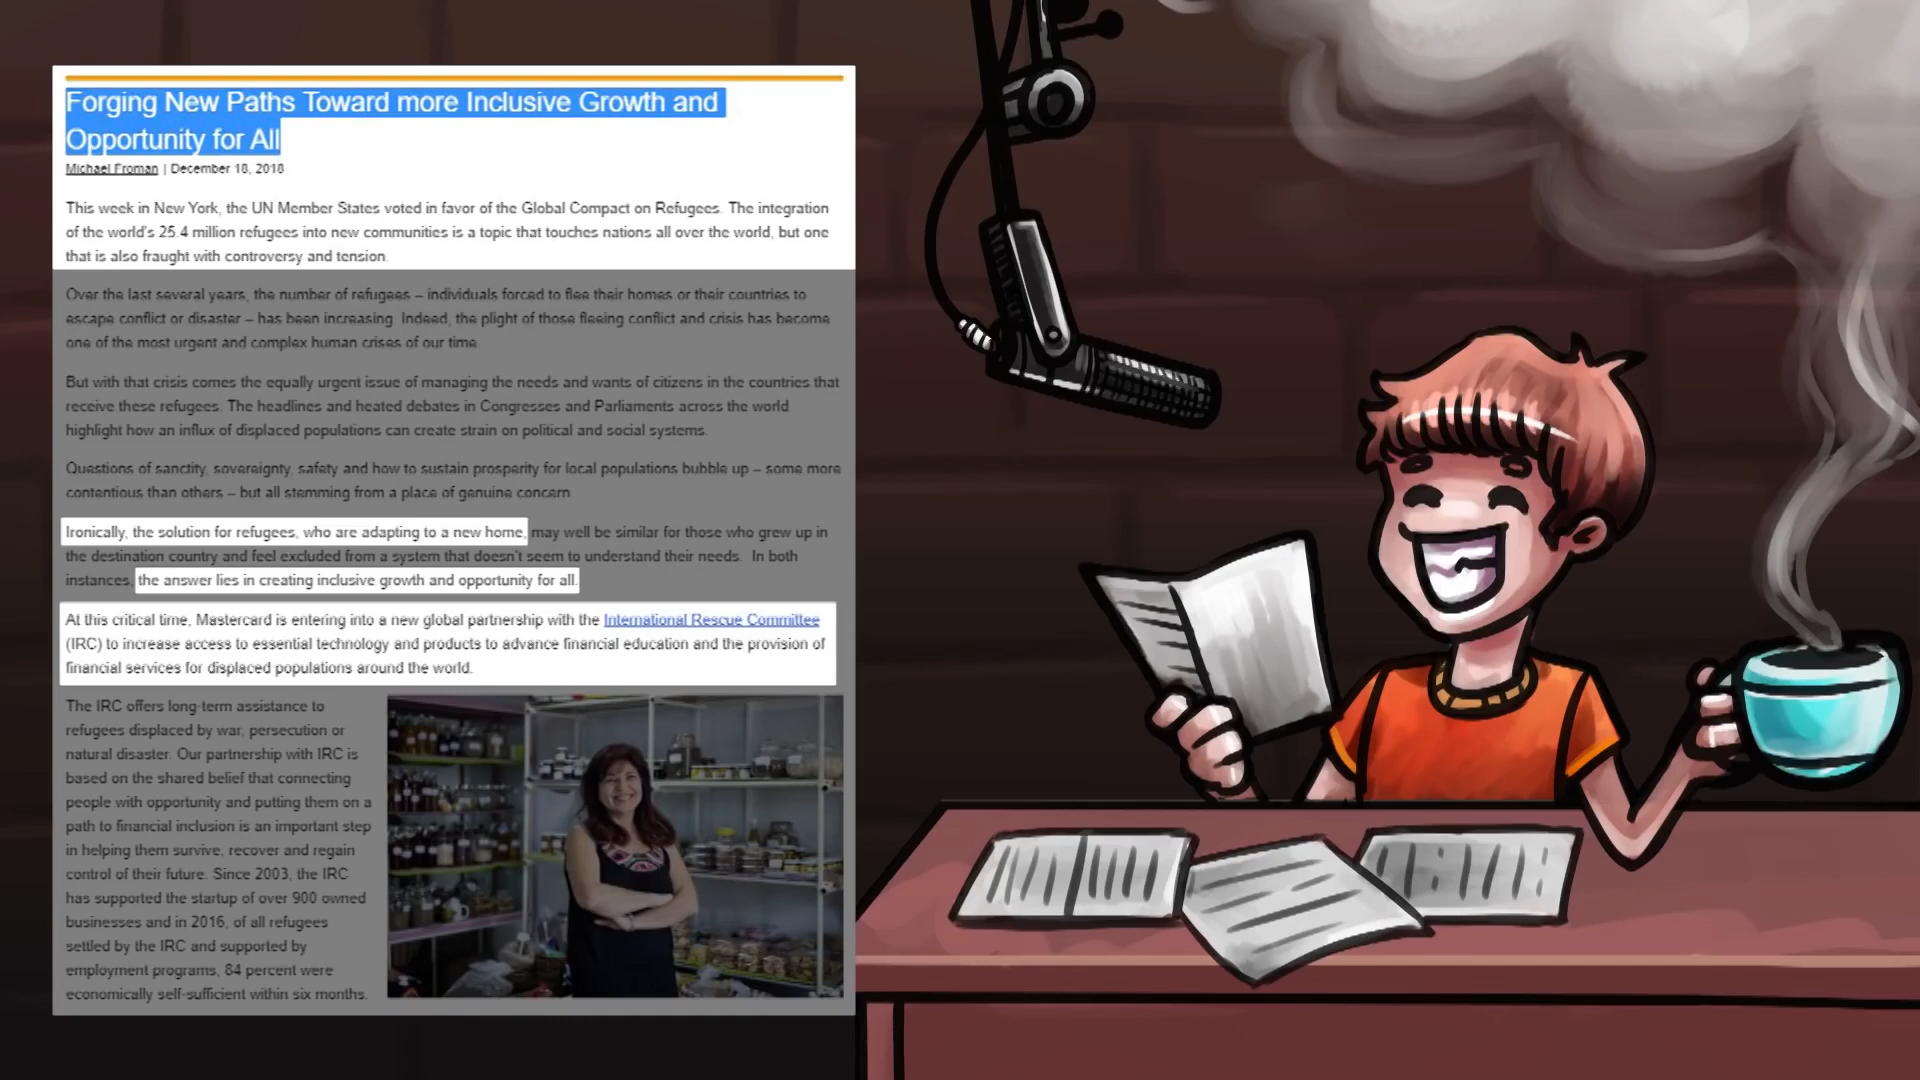 Forging New Paths Toward more Inclusive Growth and
Opportunity for All
Michael Froman | December 18, 2018
This week in New York, the UN Member States voted in favor of the Global Compact on Refugees. The integration
of the world's 25.4 million refugees into new communities is a topic that touches nations all over the world, but one
that is also fraught with controversy and tension.
Over the last several years, the number of refugees – individuals forced to flee their homes or their countries to
escape conflict or disaster – has been increasing. Indeed, the plight of those fleeing conflict and crisis has become
one of the most urgent and complex human crises of our time.
But with that crisis comes the equally urgent issue of managing the needs and wants of citizens in the countries that
receive these refugees. The headlines and heated debates in Congresses and Parliaments across the world
highlight how an influx of displaced populations can create strain on political and social systems.
Questions of sanctity, sovereignty, safety and how to sustain prosperity for local populations bubble up – some more
contentious than others – but all stemming from a place of genuine concern.
Ironically, the solution for refugees, who are adapting to a new home, may well be similar for those who grew up in
the destination country and feel excluded from a system that doesn't seem to understand their needs. In both
instances, the answer lies in creating inclusive growth and opportunity for all.
At this critical time, Mastercard is entering into a new global partnership with the International Rescue Committee
(IRC) to increase access to essential technology and products to advance financial education and the provision of
financial services for displaced populations around the world.
The IRC offers long-term assistance to
refugees displaced by war, persecution or
natural disaster. Our partnership with IRC is
based on the shared belief that connecting
people with opportunity and putting them on a
path to financial inclusion is an important step
in helping them survive, recover and regain
control of their future. Since 2003, the IRC
has supported the startup of over 900 owned
businesses and in 2016, of all refugees
settled by the IRC and supported by
employment programs, 84 percent were
economically self-sufficient within six months.